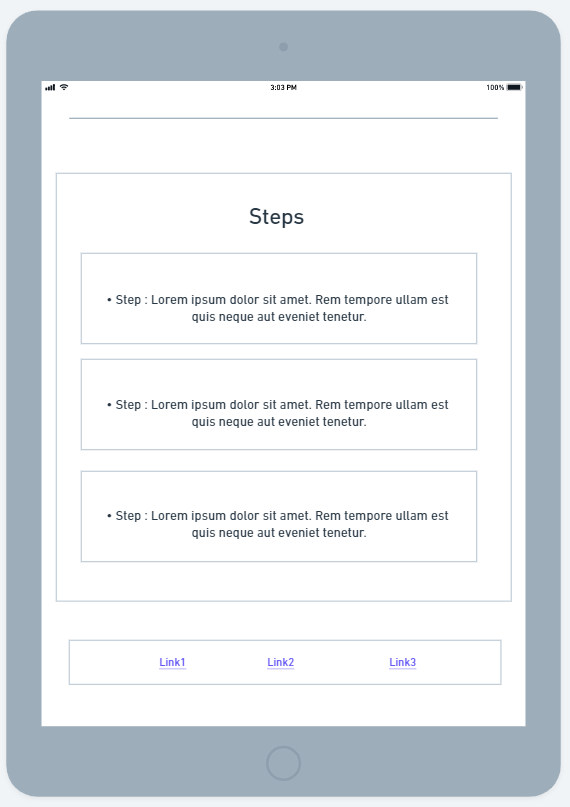 3:03 PM
100%
Steps
• Step : Lorem ipsum dolor sit amet. Rem tempore ullam est
quis neque aut eveniet tenetur.
• Step : Lorem ipsum dolor sit amet. Rem tempore ullam est
quis neque aut eveniet tenetur.
• Step : Lorem ipsum dolor sit amet. Rem tempore ullam est
quis neque aut eveniet tenetur.
Link1 Link2 Link3